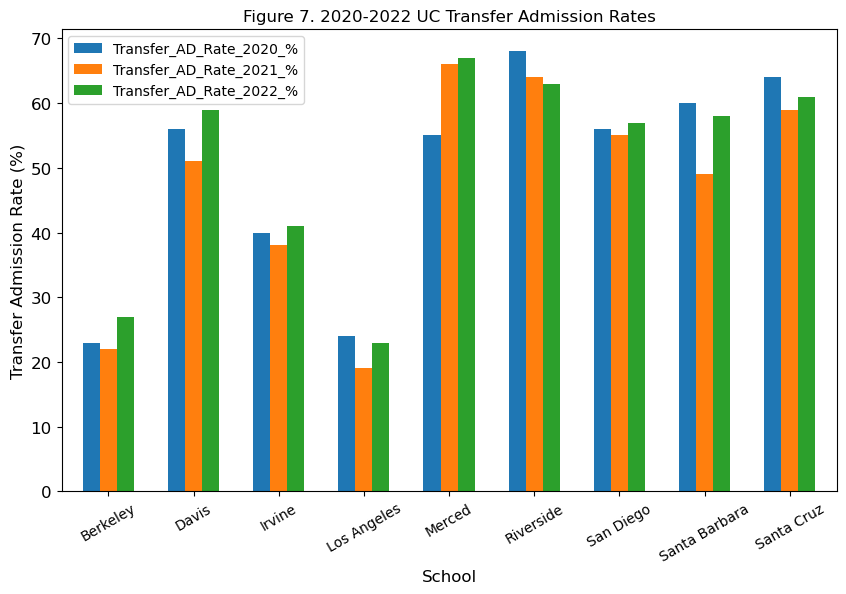 Figure 7. 2020-2022 UC Transfer Admission Rates
Transfer_AD_Rate_2020_%
Transfer_AD_Rate_2021_%
Transfer_AD_Rate_2022_%
Transfer Admission Rate (%)
70
60
50
40
30
20
10
0
Berkeley
Davis
Irvine
Los Angeles
Merced
Riverside
San Diego
Santa Barbara
Santa Cruz
School